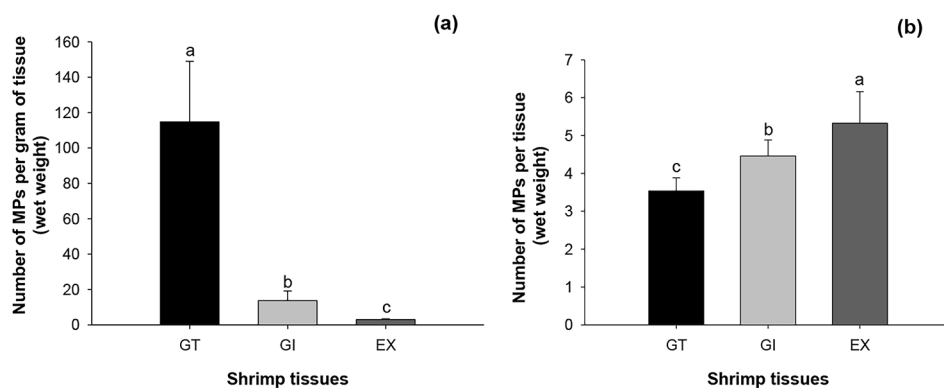 (a)
Number of MPs per gram of tissue
(wet weight)
160
140
120
100
80
60
40
20
0
a
b
c
GT
GI
EX
Shrimp tissues
(b)
Number of MPs per tissue
(wet weight)
7
6
5
4
3
2
1
0
c
b
a
GT
GI
EX
Shrimp tissues